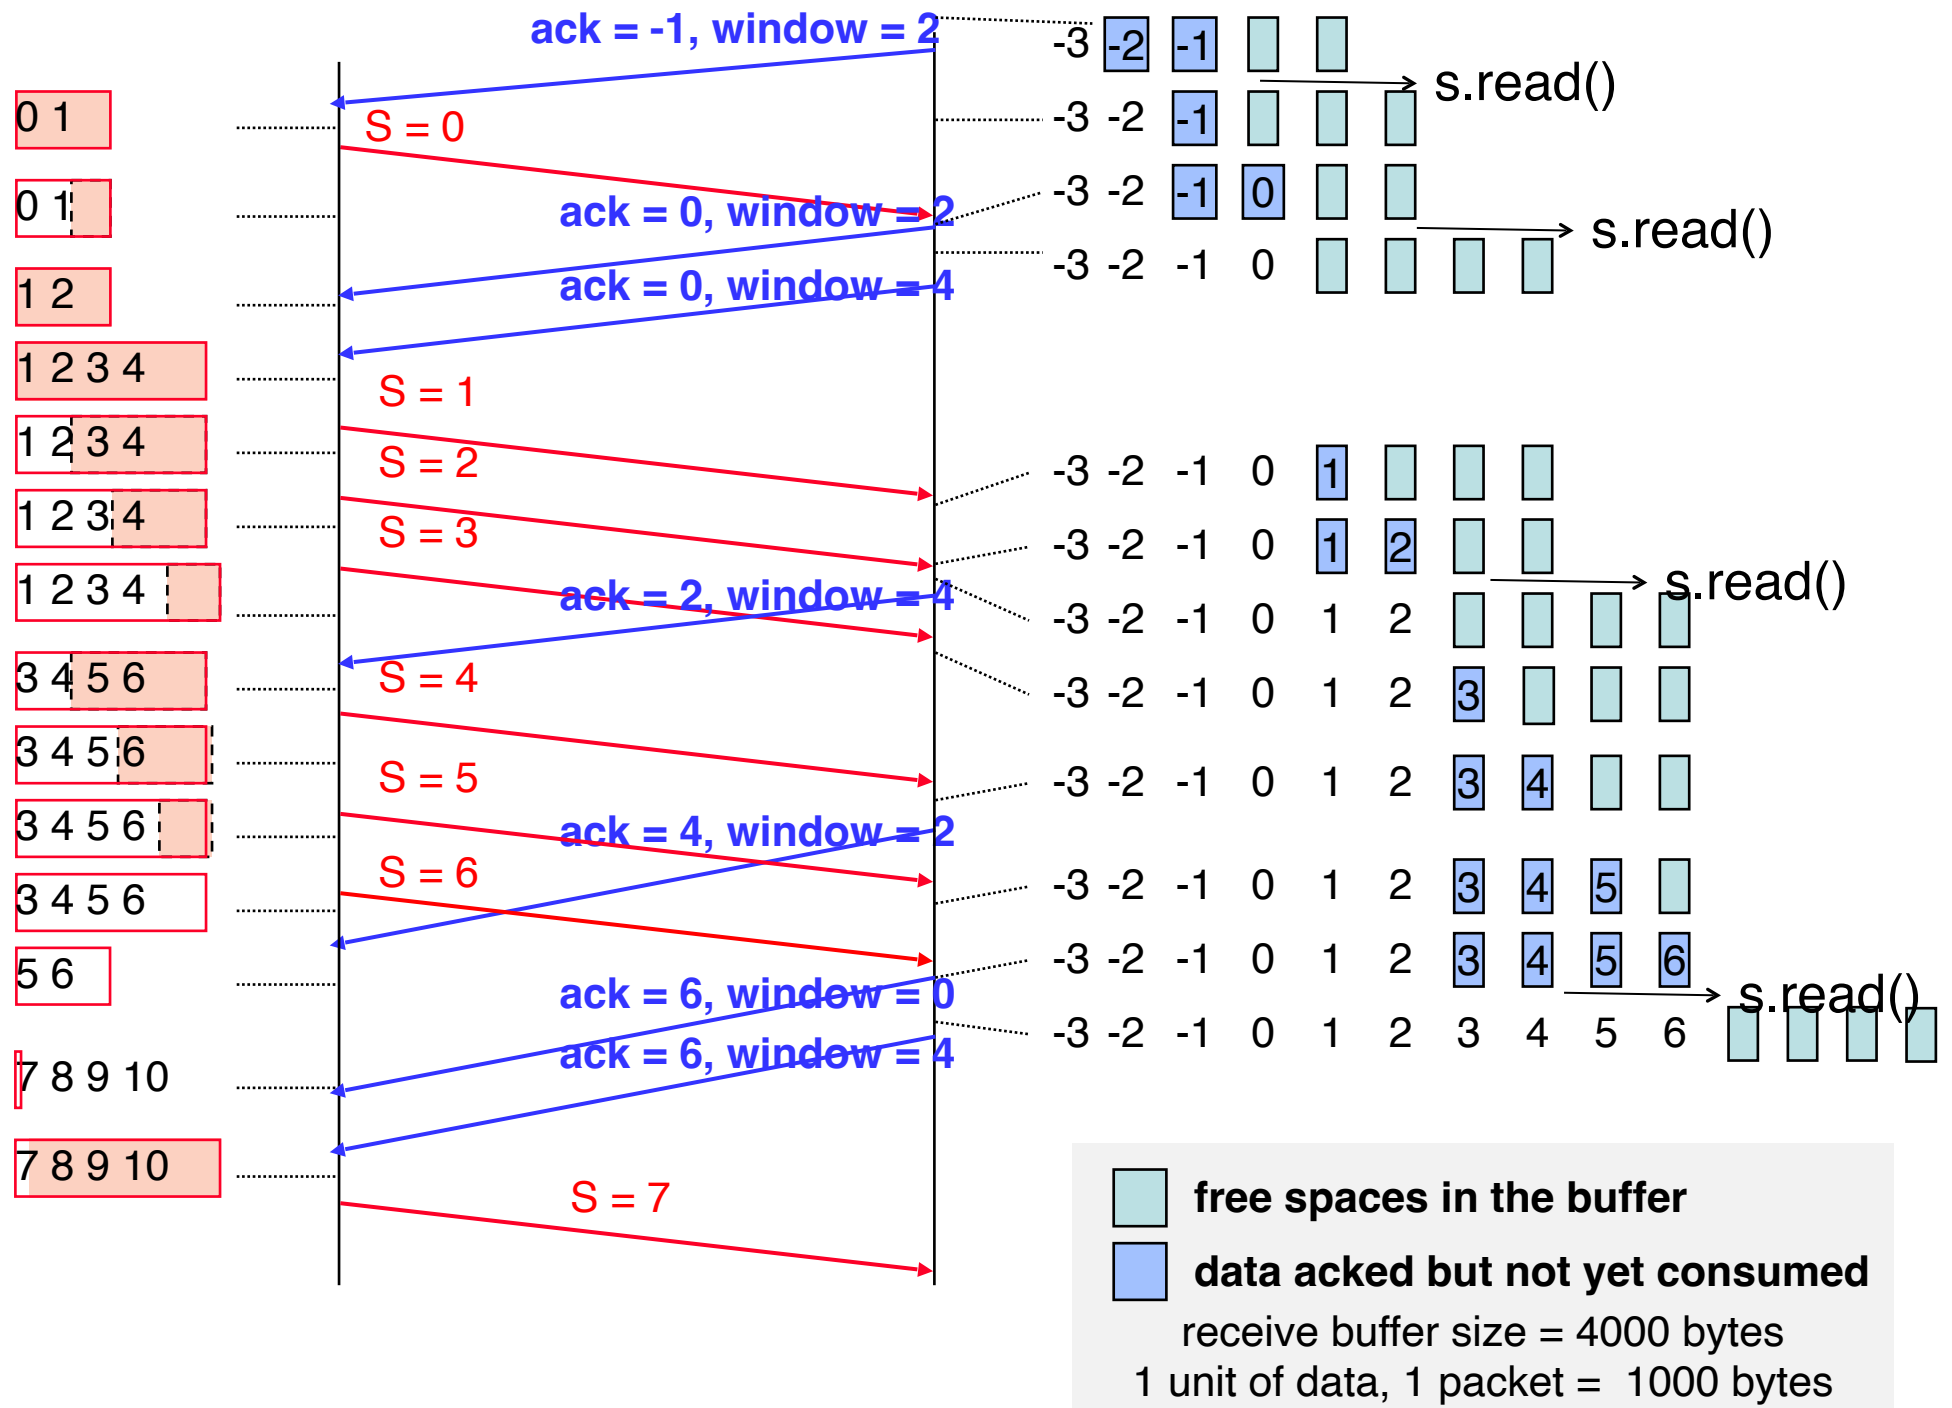 ack = -1, window = 2
-3 -2 -1
s.read()
0 1
S = 0
-3 -2 -1
0 1
ack = 0, window = 2
-3 -2 -1 0
s.read()
1 2
ack = 0, window = 4
-3 -2 -1 0
1 2 3 4
S = 1
1 2 3 4
S = 2
-3 -2 -1 0 1
1 2 3 4
S = 3
-3 -2 -1 0 1 2
s.read()
1 2 3 4
ack = 2, window = 4
-3 -2 -1 0 1 2
3 4 5 6
S = 4
-3 -2 -1 0 1 2 3
3 4 5 6
S = 5
-3 -2 -1 0 1 2 3 4
3 4 5 6
ack = 4, window = 2
3 4 5 6
S = 6
-3 -2 -1 0 1 2 3 4 5
5 6
-3 -2 -1 0 1 2 3 4 5 6
s.read()
ack = 6, window = 0
-3 -2 -1 0 1 2 3 4 5 6
ack = 6, window = 4
7 8 9 10
7 8 9 10
S = 7
free spaces in the buffer
data acked but not yet consumed
receive buffer size = 4000 bytes
1 unit of data, 1 packet = 1000 bytes